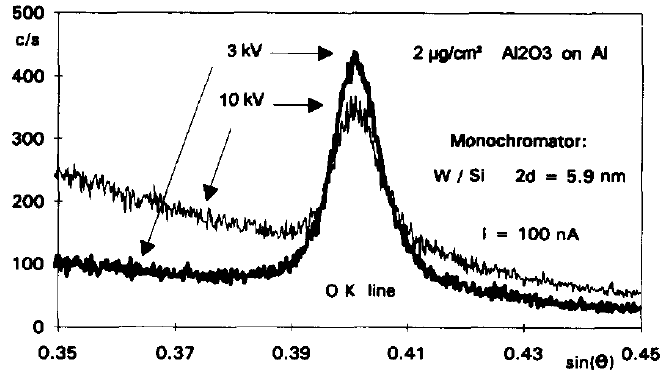 500
c/s
400
300
200
100
0
3 kV
10 kV
2 µg/cm² Al2O3 on Al
Monochromator:
W / Si 2d = 5.9 nm
i = 100 nA
O K line
0.35 0.37 0.39 0.41 0.43 0.45
sin(Θ)